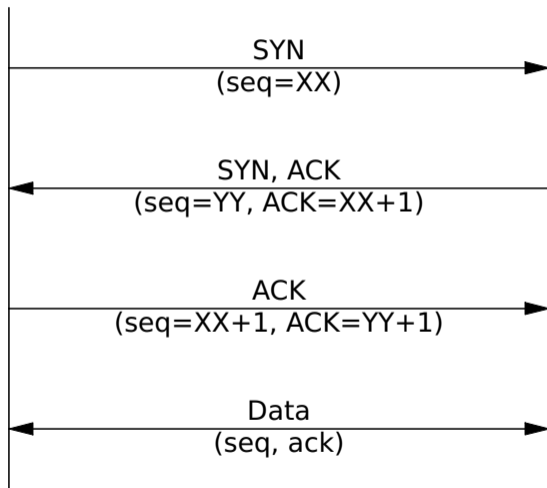 SYN
(seq=XX)
SYN, ACK
(seq=YY, ACK=XX+1)
ACK
(seq=XX+1, ACK=YY+1)
Data
(seq, ack)